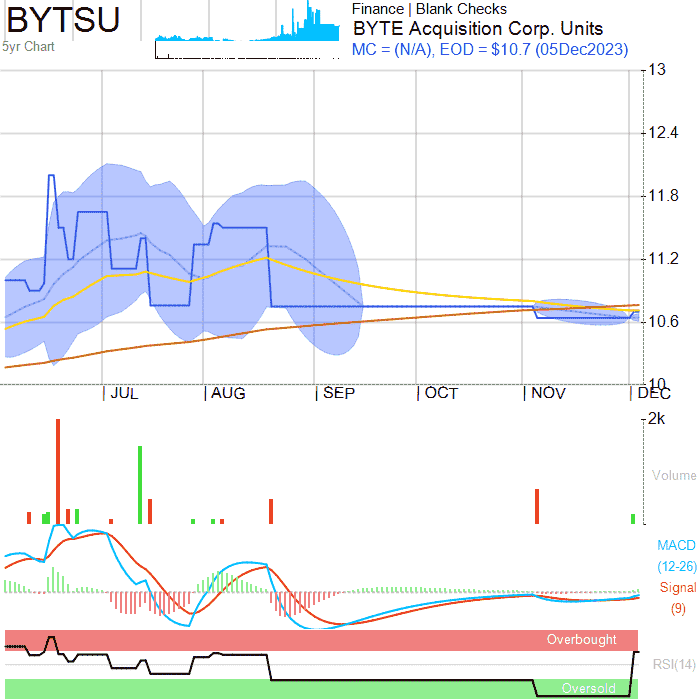 BYTSU
5yr Chart
Finance | Blank Checks
BYTE Acquisition Corp. Units
MC = (N/A), EOD = $10.7 (05Dec2023)
13
12.4
11.8
11.2
10.6
10
JUL AUG SEP OCT NOV DEC
2k
Volume
MACD
(12-26)
Signal
(9)
Overbought
RSI(14)
Oversold